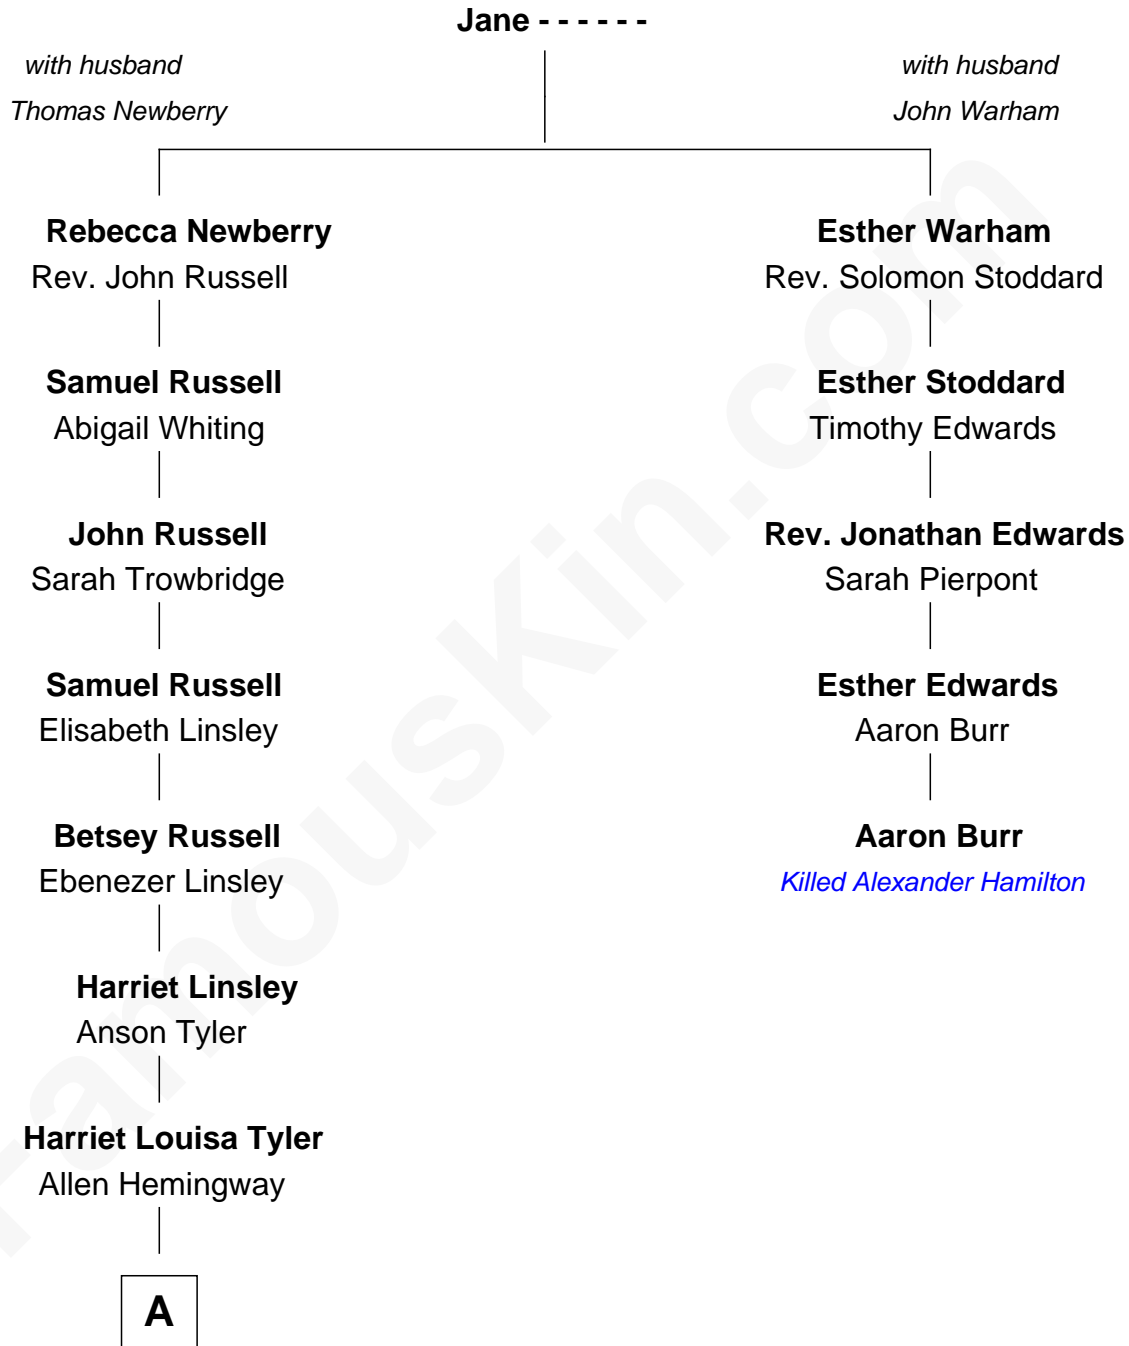 Jane - - - - - -
with husband
Thomas Newberry
with husband
John Warham
Rebecca Newberry
Rev. John Russell
Esther Warham
Rev. Solomon Stoddard
Samuel Russell
Abigail Whiting
Esther Stoddard
Timothy Edwards
John Russell
Sarah Trowbridge
Rev. Jonathan Edwards
Sarah Pierpont
Samuel Russell
Elisabeth Linsley
Esther Edwards
Aaron Burr
Betsey Russell
Ebenezer Linsley
Aaron Burr
Killed Alexander Hamilton
Harriet Linsley
Anson Tyler
Harriet Louisa Tyler
Allen Hemingway
A
FamousKin.com